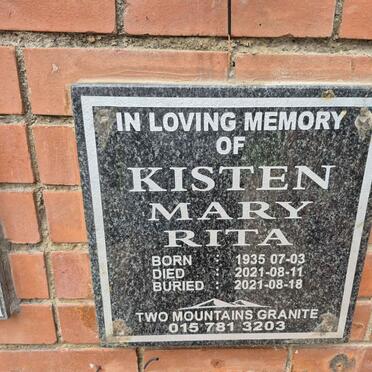 IN LOVING MEMORY
OF
KISTEN
MARY
RITA
BORN : 1935 07-03
DIED : 2021-08-11
BURIED : 2021-08-18
TWO MOUNTAINS GRANITE
015 781 3203